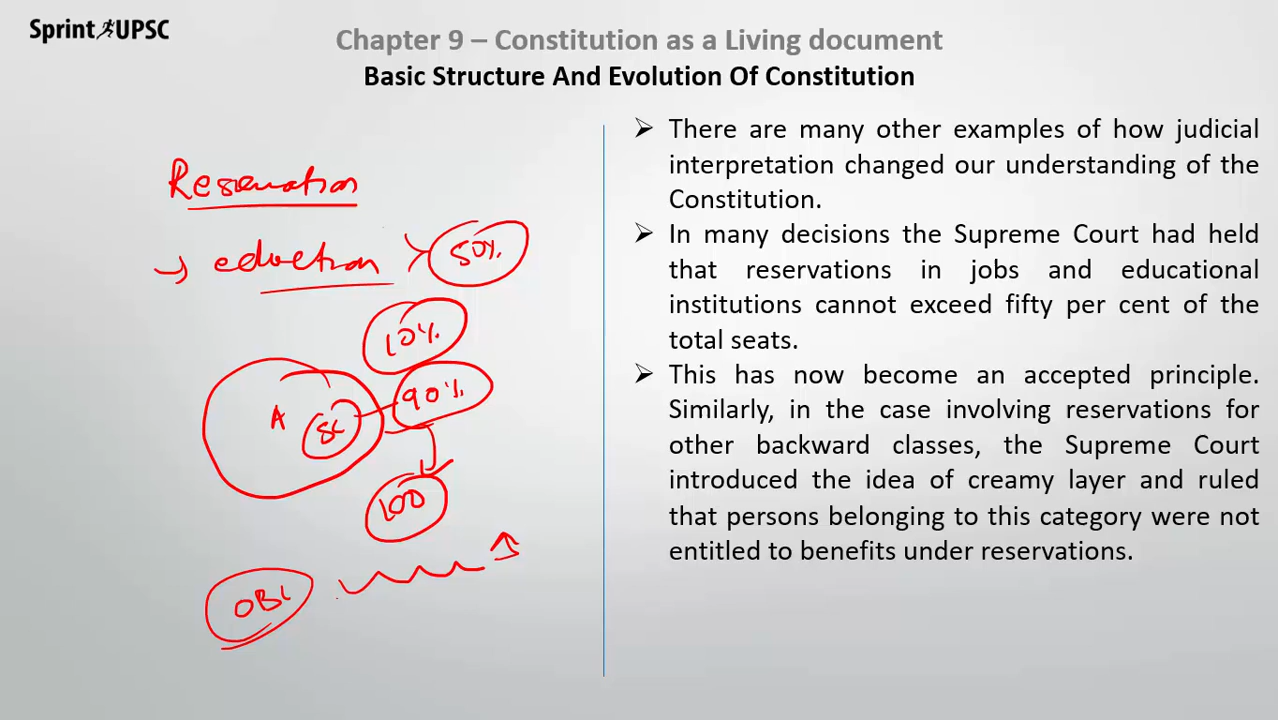 Sprint UPSC
Chapter 9 – Constitution as a Living document
Basic Structure And Evolution Of Constitution
Reservation
→ eduction > 50%
10%
A SC 90%
100
OBC
➢ There are many other examples of how judicial
interpretation changed our understanding of the
Constitution.
➢ In many decisions the Supreme Court had held
that reservations in jobs and educational
institutions cannot exceed fifty per cent of the
total seats.
➢ This has now become an accepted principle.
Similarly, in the case involving reservations for
other backward classes, the Supreme Court
introduced the idea of creamy layer and ruled
that persons belonging to this category were not
entitled to benefits under reservations.